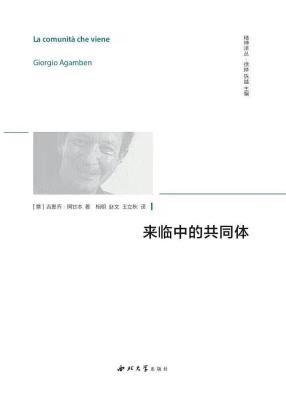 La comunità che viene
Giorgio Agamben
精神译丛·徐晔 陈越 主编
[意] 吉奥乔·阿甘本 著 相明 赵文 王立秋 译
来临中的共同体
西北大学出版社